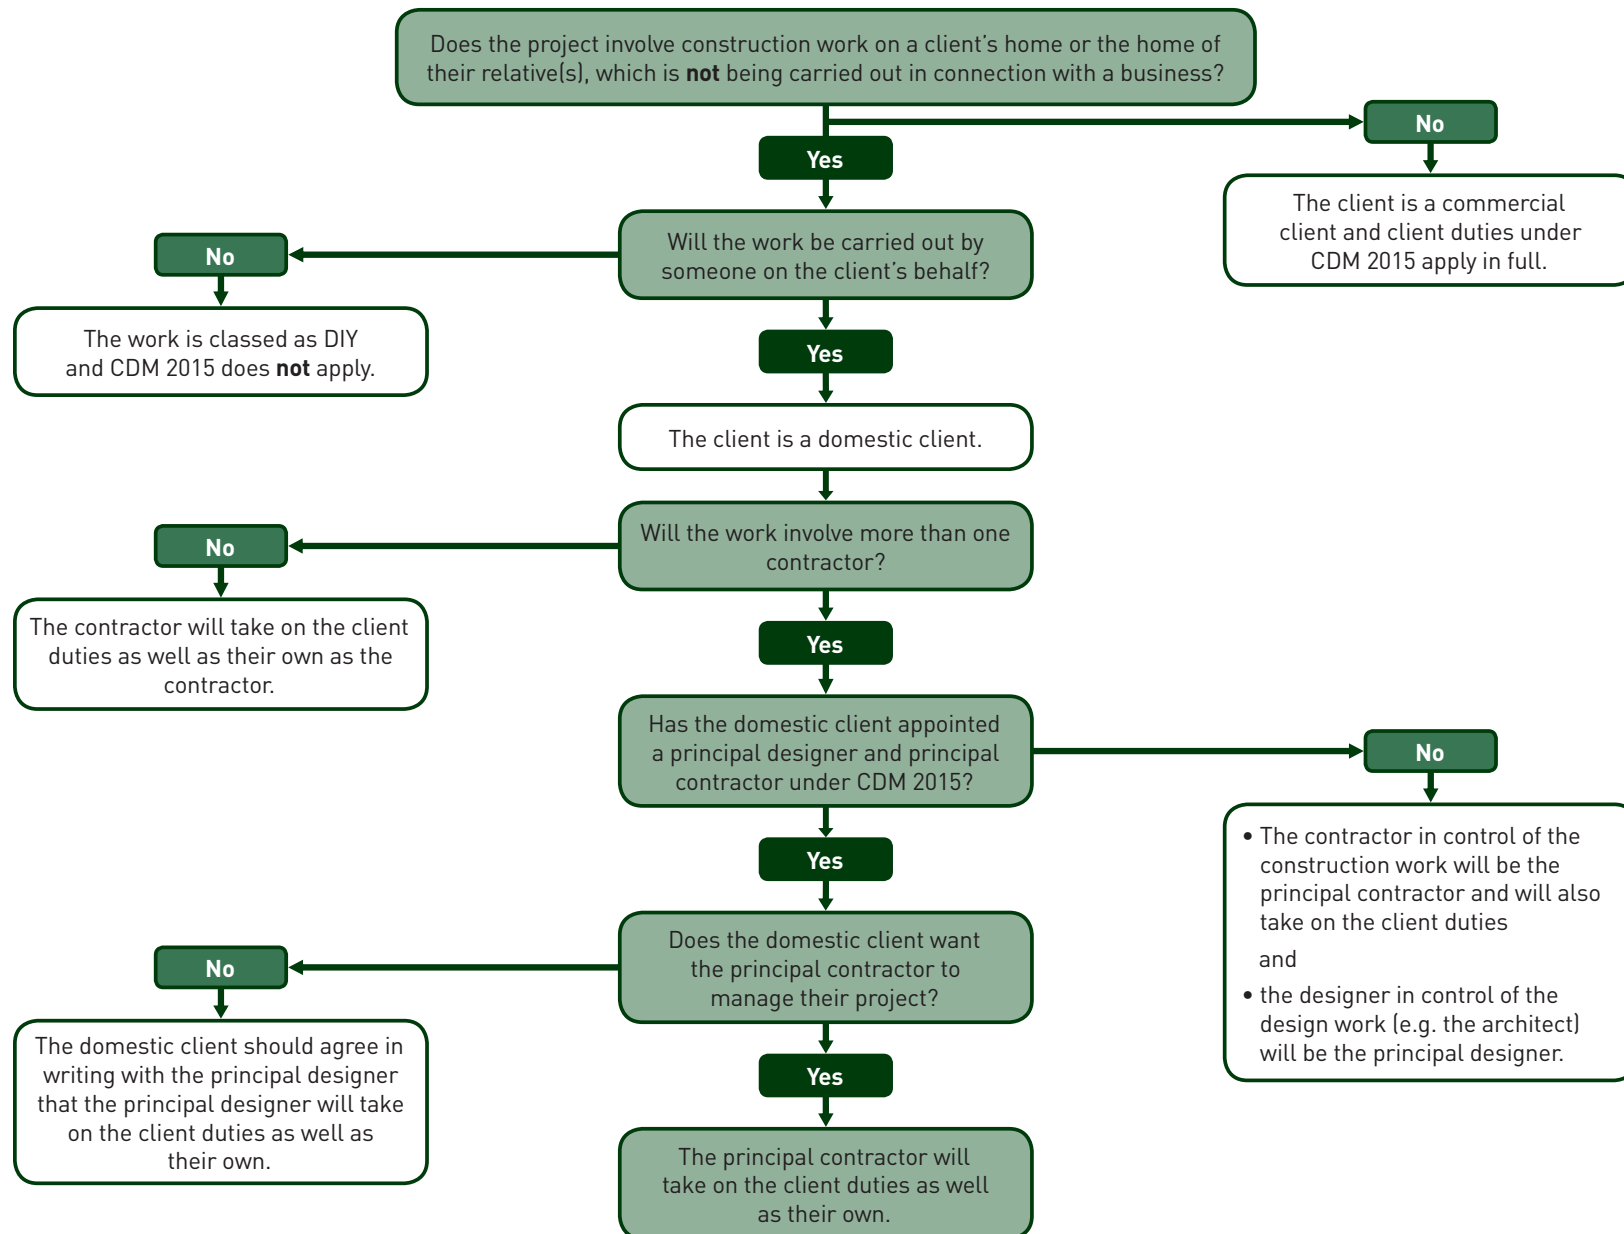 Does the project involve construction work on a client's home or the home of
their relative(s), which is not being carried out in connection with a business?
No
Yes
The client is a commercial
client and client duties under
CDM 2015 apply in full.
Will the work be carried out by
someone on the client's behalf?
No
The work is classed as DIY
and CDM 2015 does not apply.
Yes
The client is a domestic client.
Will the work involve more than one
contractor?
No
The contractor will take on the client
duties as well as their own as the
contractor.
Yes
Has the domestic client appointed
a principal designer and principal
contractor under CDM 2015?
No
• The contractor in control of the
construction work will be the
principal contractor and will also
take on the client duties
and
• the designer in control of the
design work (e.g. the architect)
will be the principal designer.
Yes
Does the domestic client want
the principal contractor to
manage their project?
No
The domestic client should agree in
writing with the principal designer
that the principal designer will take
on the client duties as well as
their own.
Yes
The principal contractor will
take on the client duties as well
as their own.